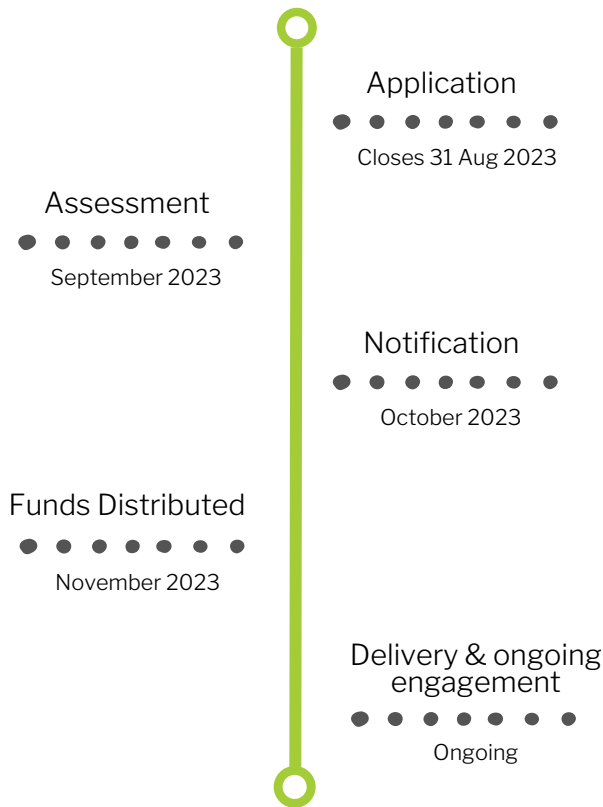 Application
Closes 31 Aug 2023
Assessment
September 2023
Notification
October 2023
Funds Distributed
November 2023
Delivery & ongoing
engagement
Ongoing